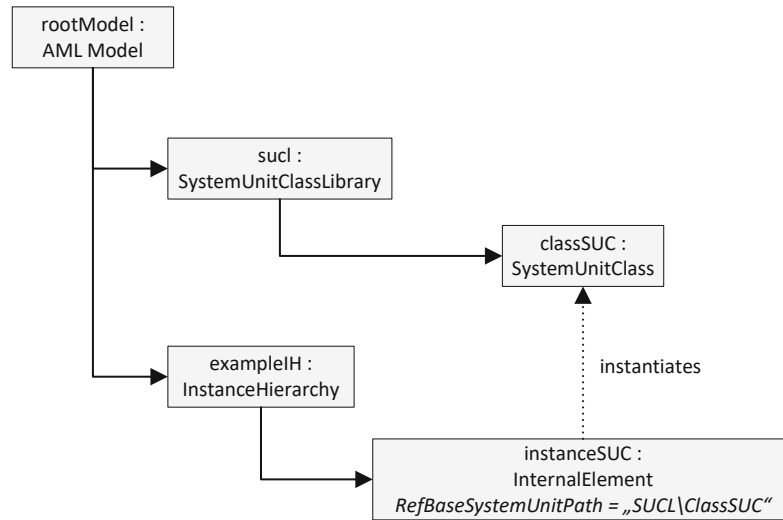 rootModel :
AML Model
sucl :
SystemUnitClassLibrary
classSUC :
SystemUnitClass
exampleIH :
InstanceHierarchy
instantiates
instanceSUC :
InternalElement
RefBaseSystemUnitPath = „SUCL\ClassSUC“